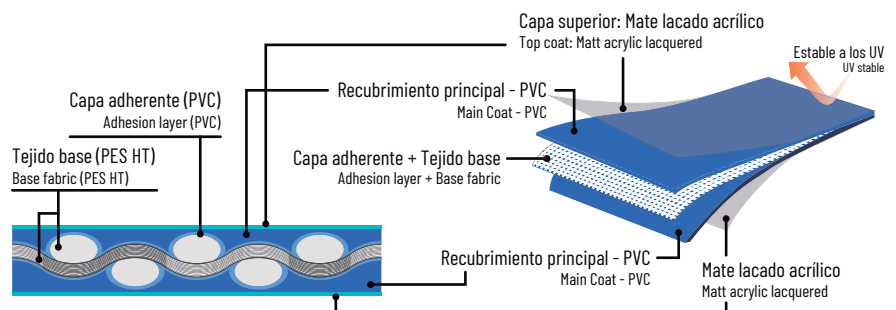 Capa superior: Mate lacado acrílico
Top coat: Matt acrylic lacquered
Estable a los UV
UV stable
Recubrimiento principal - PVC
Main Coat - PVC
Capa adherente (PVC)
Adhesion layer (PVC)
Tejido base (PES HT)
Base fabric (PES HT)
Capa adherente + Tejido base
Adhesion layer + Base fabric
Recubrimiento principal - PVC
Main Coat - PVC
Mate lacado acrílico
Matt acrylic lacquered